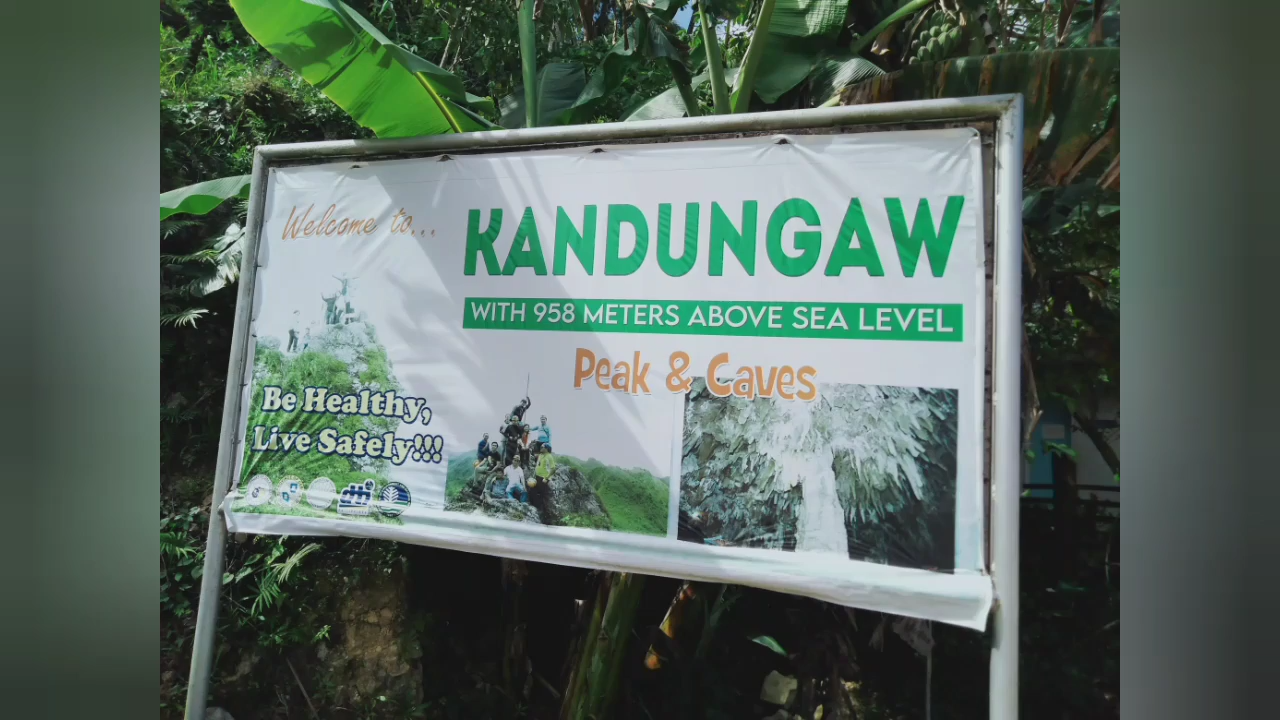 Welcome to...
KANDUNGAW
WITH 958 METERS ABOVE SEA LEVEL
Peak & Caves
Be Healthy,
Live Safely!!!